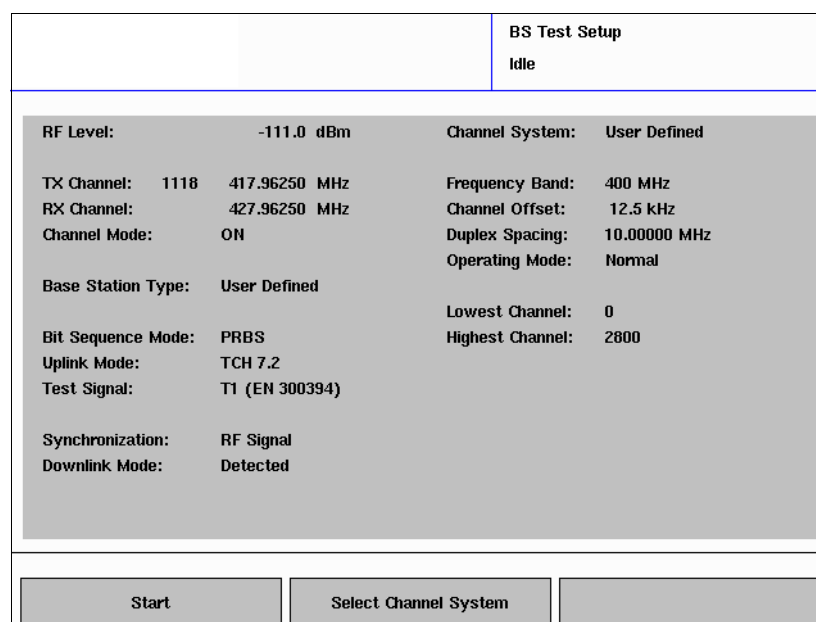 BS Test Setup
Idle
RF Level: -111.0 dBm
Channel System: User Defined
TX Channel: 1118 417.96250 MHz
Frequency Band: 400 MHz
RX Channel: 427.96250 MHz
Channel Offset: 12.5 kHz
Channel Mode: ON
Duplex Spacing: 10.00000 MHz
Operating Mode: Normal
Base Station Type: User Defined
Lowest Channel: 0
Bit Sequence Mode: PRBS
Highest Channel: 2800
Uplink Mode: TCH 7.2
Test Signal: T1 (EN 300394)
Synchronization: RF Signal
Downlink Mode: Detected
Start
Select Channel System